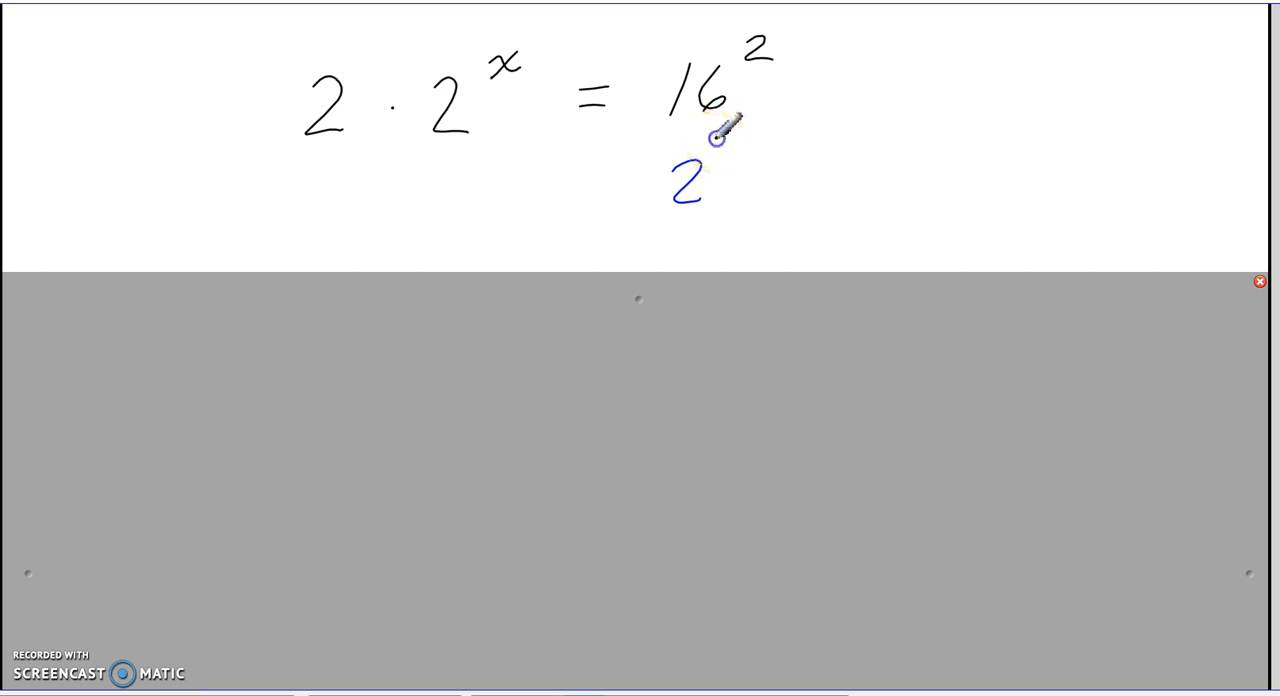 2 · 2^x = 16^2
2
RECORDED WITH
SCREENCAST MATIC